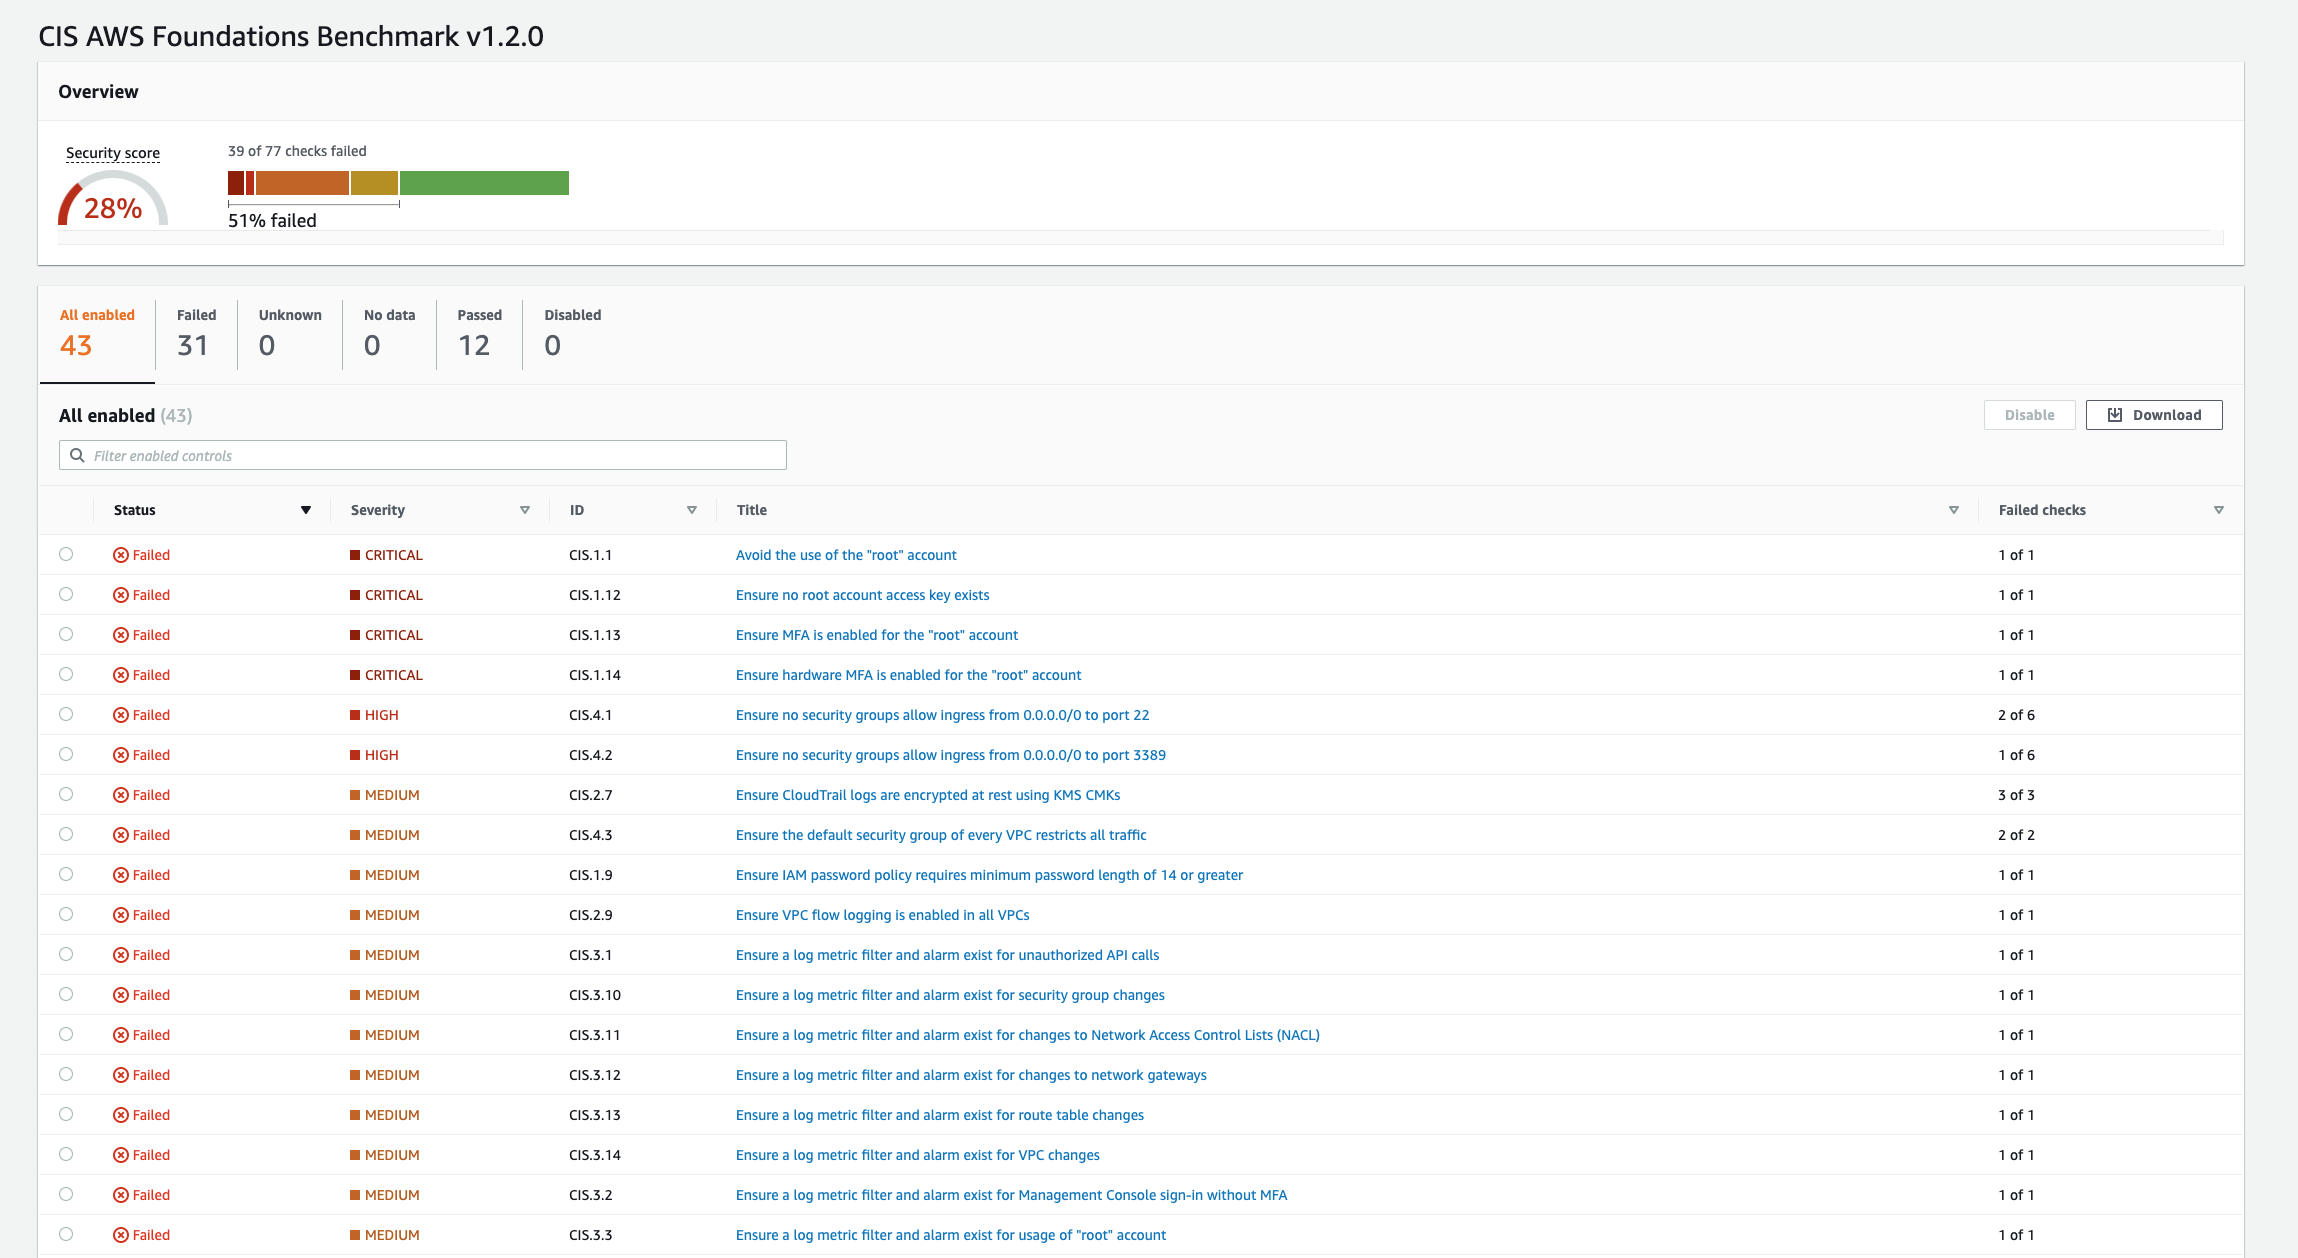 CIS AWS Foundations Benchmark v1.2.0
Overview
Security score
28%
39 of 77 checks failed
51% failed
All enabled Failed Unknown No data Passed Disabled
43 31 0 0 12 0
All enabled (43)
Disable Download
Filter enabled controls
Status Severity ID Title Failed checks
Failed CRITICAL CIS.1.1 Avoid the use of the "root" account 1 of 1
Failed CRITICAL CIS.1.12 Ensure no root account access key exists 1 of 1
Failed CRITICAL CIS.1.13 Ensure MFA is enabled for the "root" account 1 of 1
Failed CRITICAL CIS.1.14 Ensure hardware MFA is enabled for the "root" account 1 of 1
Failed HIGH CIS.4.1 Ensure no security groups allow ingress from 0.0.0.0/0 to port 22 2 of 6
Failed HIGH CIS.4.2 Ensure no security groups allow ingress from 0.0.0.0/0 to port 3389 1 of 6
Failed MEDIUM CIS.2.7 Ensure CloudTrail logs are encrypted at rest using KMS CMKs 3 of 3
Failed MEDIUM CIS.4.3 Ensure the default security group of every VPC restricts all traffic 2 of 2
Failed MEDIUM CIS.1.9 Ensure IAM password policy requires minimum password length of 14 or greater 1 of 1
Failed MEDIUM CIS.2.9 Ensure VPC flow logging is enabled in all VPCs 1 of 1
Failed MEDIUM CIS.3.1 Ensure a log metric filter and alarm exist for unauthorized API calls 1 of 1
Failed MEDIUM CIS.3.10 Ensure a log metric filter and alarm exist for security group changes 1 of 1
Failed MEDIUM CIS.3.11 Ensure a log metric filter and alarm exist for changes to Network Access Control Lists (NACL) 1 of 1
Failed MEDIUM CIS.3.12 Ensure a log metric filter and alarm exist for changes to network gateways 1 of 1
Failed MEDIUM CIS.3.13 Ensure a log metric filter and alarm exist for route table changes 1 of 1
Failed MEDIUM CIS.3.14 Ensure a log metric filter and alarm exist for VPC changes 1 of 1
Failed MEDIUM CIS.3.2 Ensure a log metric filter and alarm exist for Management Console sign-in without MFA 1 of 1
Failed MEDIUM CIS.3.3 Ensure a log metric filter and alarm exist for usage of "root" account 1 of 1